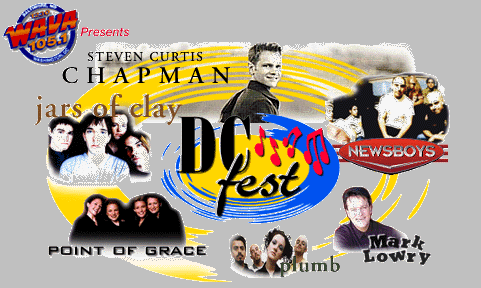 WAVA
105.1
Presents
STEVEN CURTIS
CHAPMAN
jars of clay
DC
fest
NEWSBOYS
POINT OF GRACE
plumb
Mark
Lowry